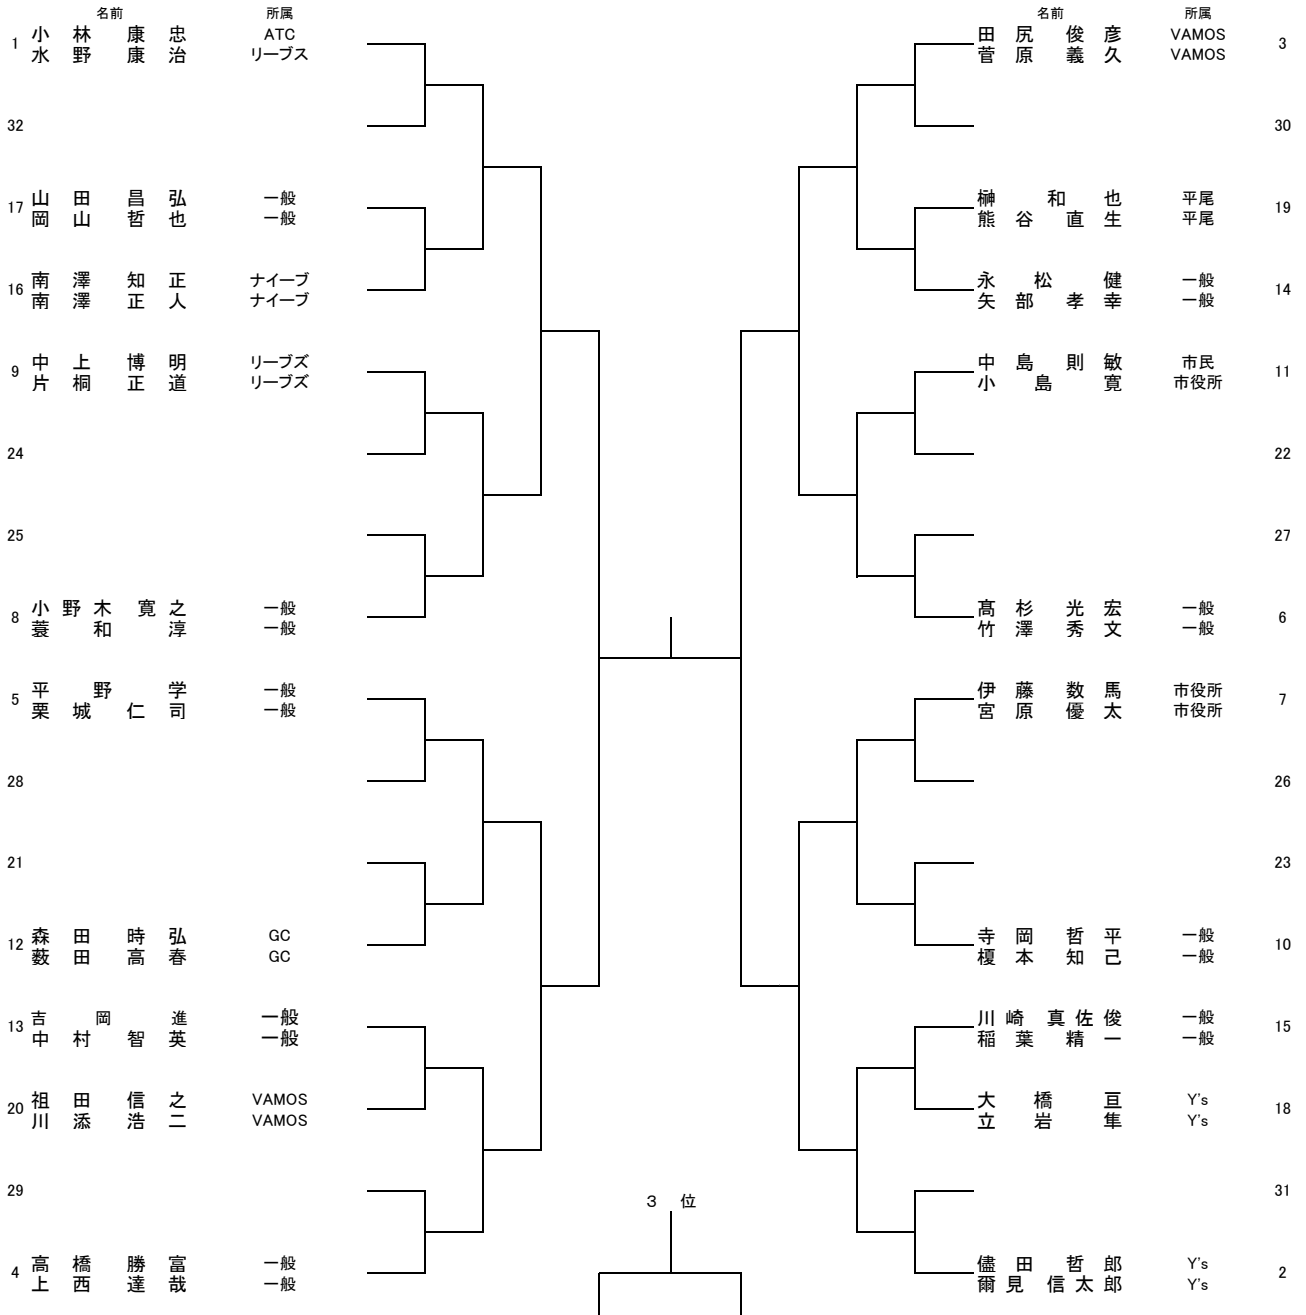 名前 所属
1 小林 康忠 ATC
水野 康治 リーブス
32
17 山田 昌弘 一般
岡山 哲也 一般
16 南澤 知正 ナイーブ
南澤 正人 ナイーブ
9 中上 博明 リーブズ
片桐 正道 リーブズ
24
25
8 小野木 寛之 一般
蓑和 淳 一般
5 平野 学 一般
栗城 仁司 一般
28
21
12 森田 時弘 GC
薮田 高春 GC
13 吉岡 進 一般
中村 智英 一般
20 祖田 信之 VAMOS
川添 浩二 VAMOS
29
4 高橋 勝富 一般
上西 達哉 一般
名前 所属
田尻 俊彦 VAMOS 3
菅原 義久 VAMOS
30
榊 和也 平尾 19
熊谷 直生 平尾
永松 健 一般 14
矢部 孝幸 一般
中島 則敏 市民 11
小島 寛 市役所
22
27
髙杉 光宏 一般 6
竹澤 秀文 一般
伊藤 数馬 市役所 7
宮原 優太 市役所
26
23
寺岡 哲平 一般 10
榎本 知己 一般
川崎 真佐俊 一般 15
稲葉 精一 一般
大橋 亘 Y's 18
立岩 隼 Y's
31
儘田 哲郎 Y's 2
爾見 信太郎 Y's
3 位